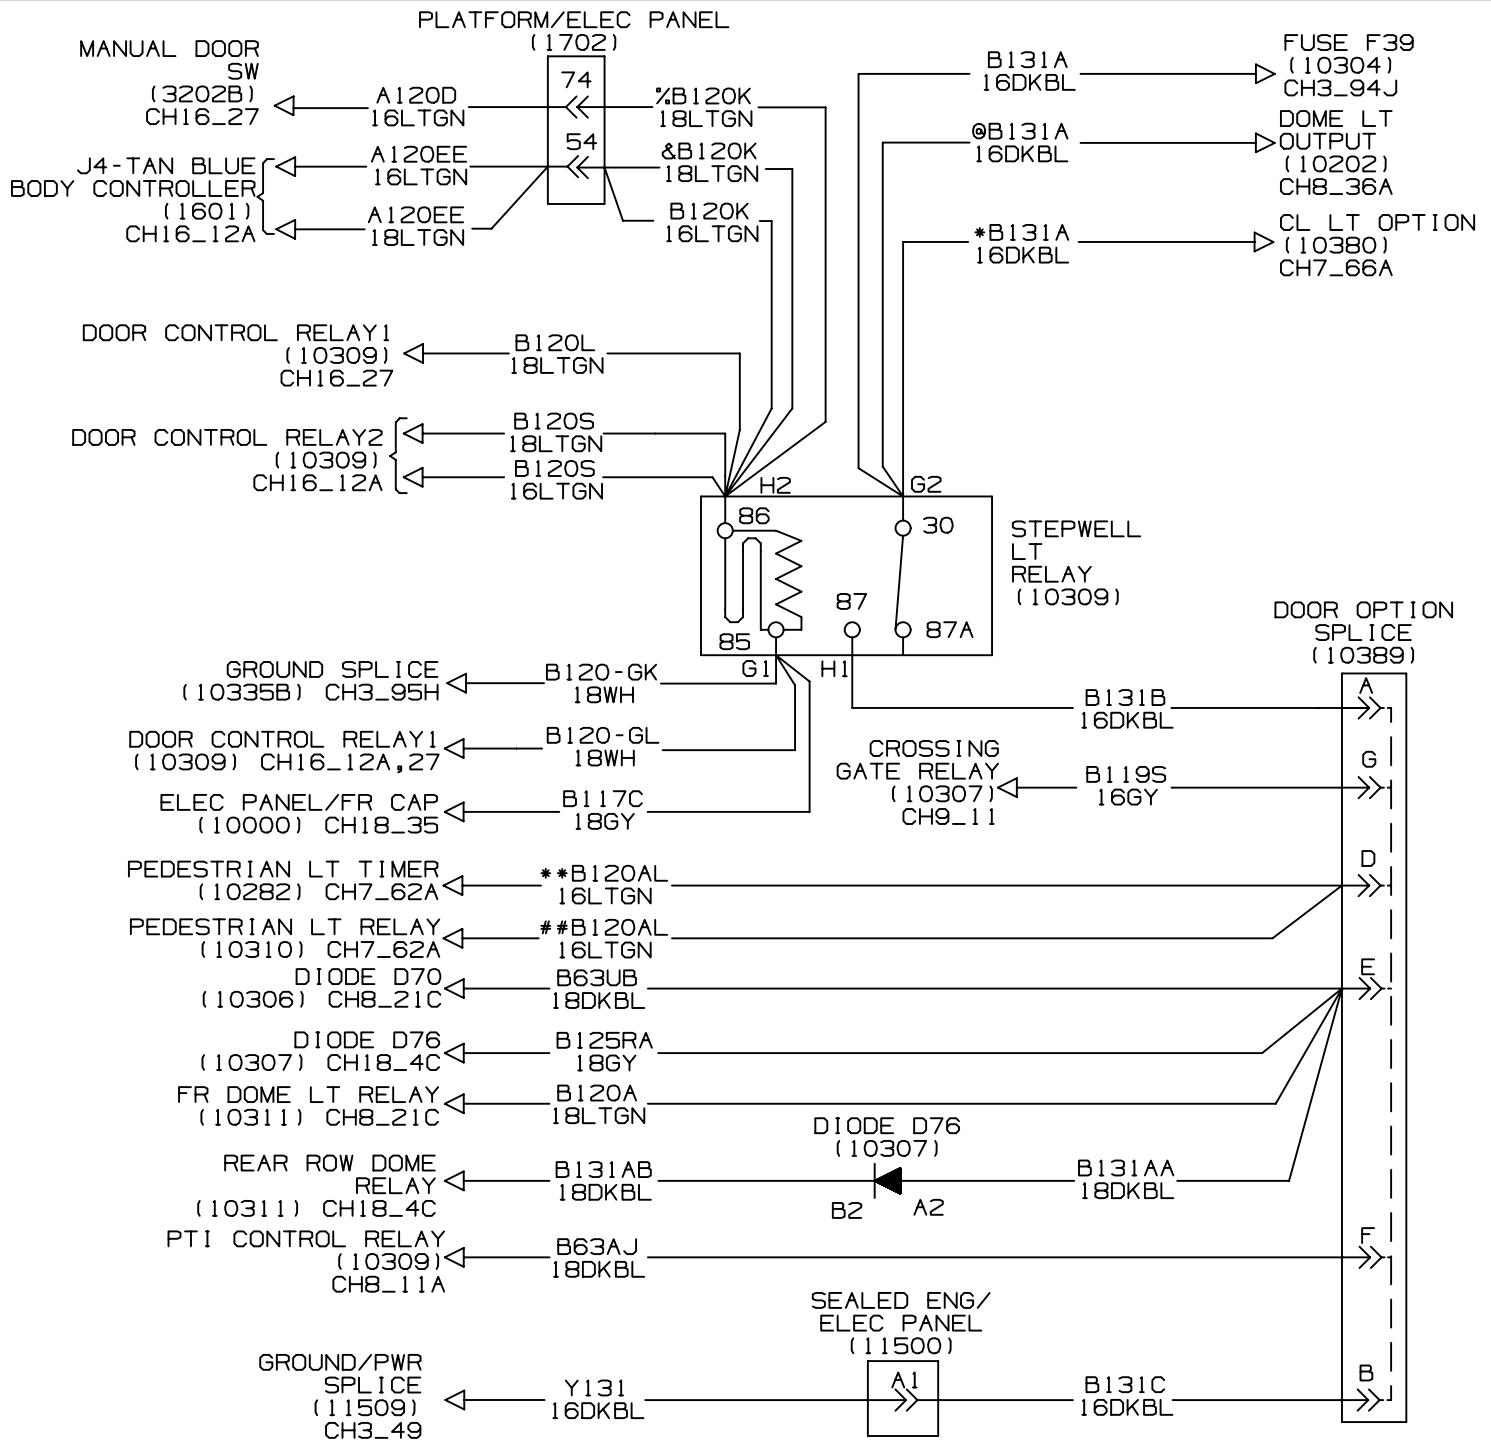 PLATFORM/ELEC PANEL
(1702)
MANUAL DOOR
SW
(3202B)
CH16_27
A120D
16LTGN
74
%B120K
18LTGN
J4-TAN BLUE
BODY CONTROLLER
(1601)
CH16_12A
A120EE
16LTGN
54
&B120K
18LTGN
A120EE
18LTGN
B120K
16LTGN
B131A
16DKBL
FUSE F39
(10304)
CH3_94J
@B131A
16DKBL
DOME LT
OUTPUT
(10202)
CH8_36A
*B131A
16DKBL
CL LT OPTION
(10380)
CH7_66A
DOOR CONTROL RELAY1
(10309)
CH16_27
B120L
18LTGN
DOOR CONTROL RELAY2
(10309)
CH16_12A
B120S
18LTGN
B120S
16LTGN
H2
G2
86
30
87
85
87A
G1
H1
STEPWELL
LT
RELAY
(10309)
DOOR OPTION
SPLICE
(10389)
GROUND SPLICE
(10335B) CH3_95H
B120-GK
18WH
B131B
16DKBL
A
DOOR CONTROL RELAY1
(10309) CH16_12A,27
B120-GL
18WH
CROSSING
GATE RELAY
(10307)
CH9_11
B119S
16GY
G
ELEC PANEL/FR CAP
(10000) CH18_35
B117C
18GY
PEDESTRIAN LT TIMER
(10282) CH7_62A
**B120AL
16LTGN
D
PEDESTRIAN LT RELAY
(10310) CH7_62A
##B120AL
16LTGN
DIODE D70
(10306) CH8_21C
B63UB
18DKBL
E
DIODE D76
(10307) CH18_4C
B125RA
18GY
FR DOME LT RELAY
(10311) CH8_21C
B120A
18LTGN
REAR ROW DOME
RELAY
(10311) CH18_4C
B131AB
18DKBL
DIODE D76
(10307)
B2
A2
B131AA
18DKBL
PTI CONTROL RELAY
(10309)
CH8_11A
B63AJ
18DKBL
F
GROUND/PWR
SPLICE
(11509)
CH3_49
Y131
16DKBL
SEALED ENG/
ELEC PANEL
(11500)
A1
B131C
16DKBL
B